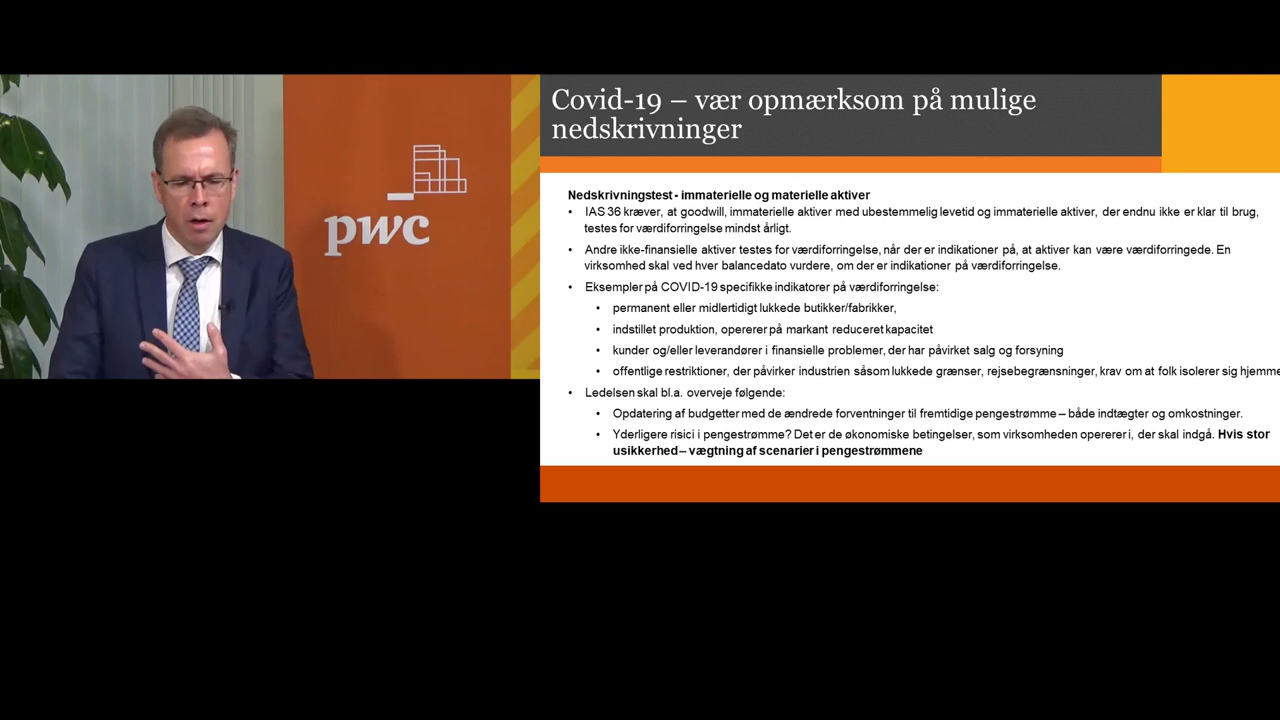 pwc
Covid-19 – vær opmærksom på mulige
nedskrivninger
Nedskrivningstest - immaterielle og materielle aktiver
• IAS 36 kræver, at goodwill, immaterielle aktiver med ubestemmelig levetid og immaterielle aktiver, der endnu ikke er klar til brug,
testes for værdiforringelse mindst årligt.
• Andre ikke-finansielle aktiver testes for værdiforringelse, når der er indikationer på, at aktiver kan være værdiforringede. En
virksomhed skal ved hver balancedato vurdere, om der er indikationer på værdiforringelse.
• Eksempler på COVID-19 specifikke indikatorer på værdiforringelse:
• permanent eller midlertidigt lukkede butikker/fabrikker,
• indstillet produktion, opererer på markant reduceret kapacitet
• kunder og/eller leverandører i finansielle problemer, der har påvirket salg og forsyning
• offentlige restriktioner, der påvirker industrien såsom lukkede grænser, rejsebegrænsninger, krav om at folk isolerer sig hjemme
• Ledelsen skal bl.a. overveje følgende:
• Opdatering af budgetter med de ændrede forventninger til fremtidige pengestrømme – både indtægter og omkostninger.
• Yderligere risici i pengestrømme? Det er de økonomiske betingelser, som virksomheden opererer i, der skal indgå. Hvis stor
usikkerhed – vægtning af scenarier i pengestrømmene